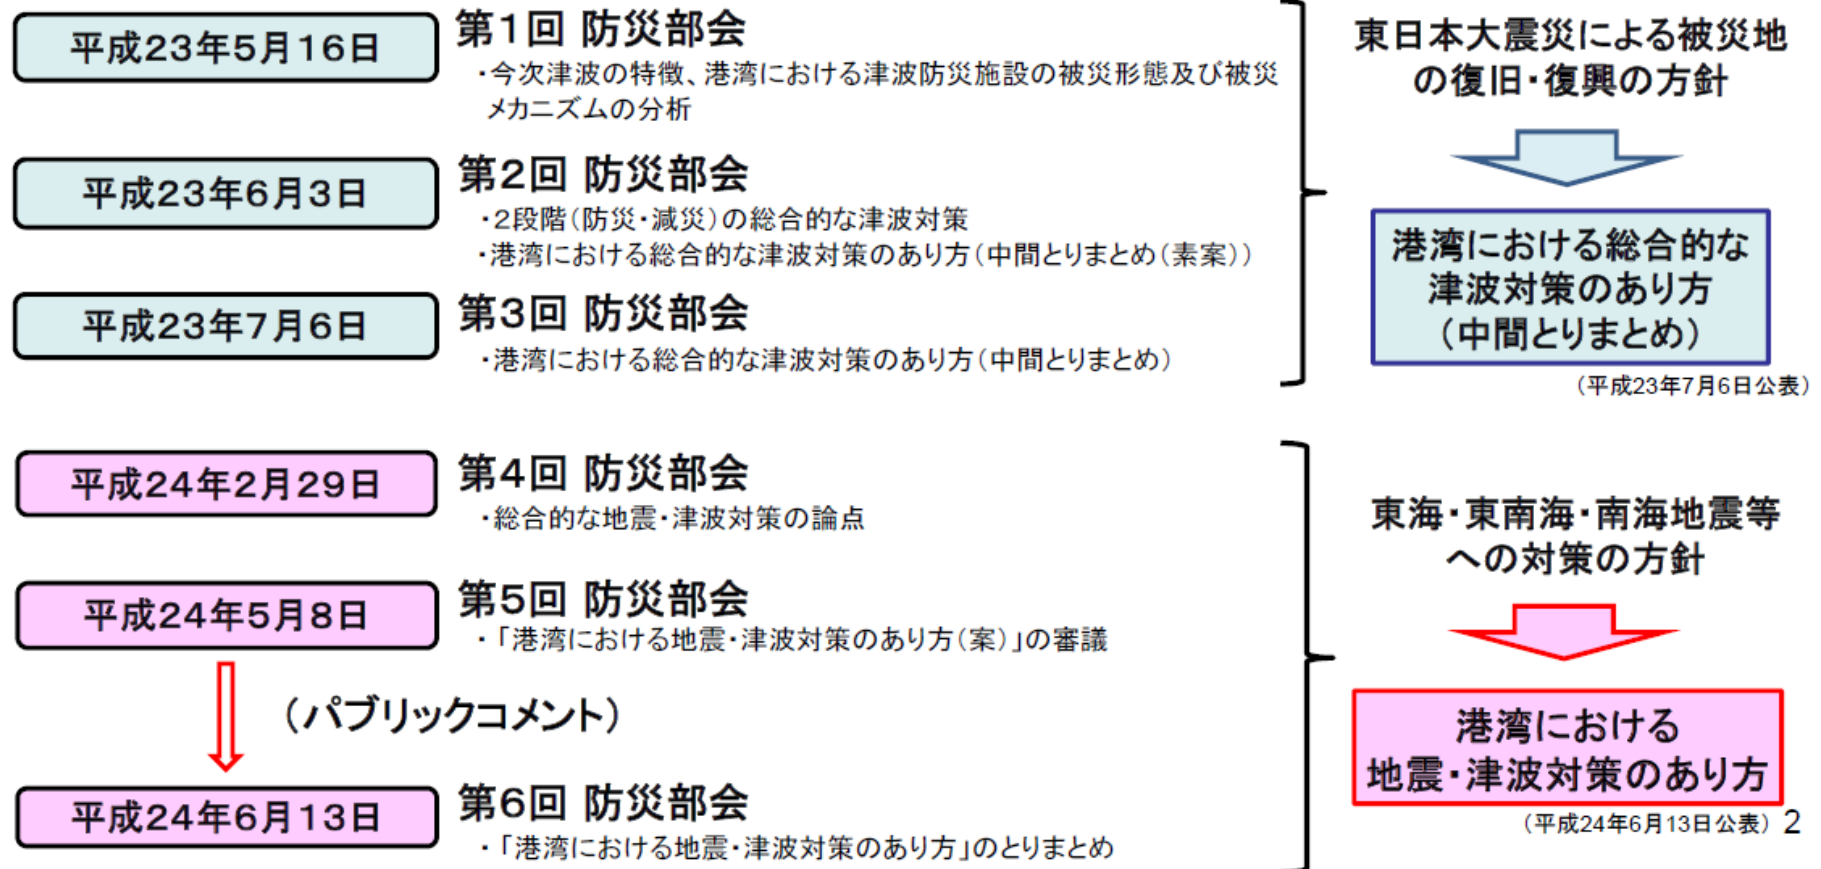 平成23年5月16日
第1回 防災部会
・今次津波の特徴、港湾における津波防災施設の被災形態及び被災
メカニズムの分析
平成23年6月3日
第2回 防災部会
・2段階(防災・減災)の総合的な津波対策
・港湾における総合的な津波対策のあり方(中間とりまとめ(素案))
平成23年7月6日
第3回 防災部会
・港湾における総合的な津波対策のあり方(中間とりまとめ)
東日本大震災による被災地
の復旧・復興の方針
港湾における総合的な
津波対策のあり方
(中間とりまとめ)
(平成23年7月6日公表)
平成24年2月29日
第4回 防災部会
・総合的な地震・津波対策の論点
平成24年5月8日
第5回 防災部会
・「港湾における地震・津波対策のあり方(案)」の審議
(パブリックコメント)
平成24年6月13日
第6回 防災部会
・「港湾における地震・津波対策のあり方」のとりまとめ
東海・東南海・南海地震等
への対策の方針
港湾における
地震・津波対策のあり方
(平成24年6月13日公表)
2